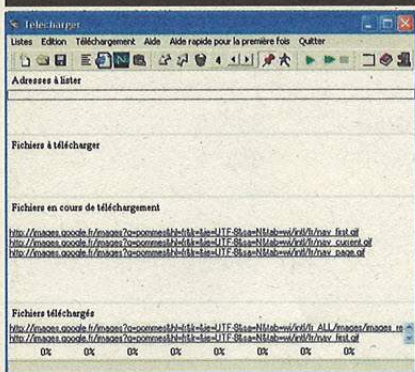 Télécharger
Listes Edition Téléchargement Aide Aide rapide pour la première fois Quitter
4
Adresses à lister
Fichiers à télécharger
Fichiers en cours de téléchargement
http://images.google.fr/images?q=pommes&hl=fr&lr=&ie=UTF-8&sa=N&tab=wi/intl/fr/nav_first.gif
http://images.google.fr/images?q=pommes&hl=fr&lr=&ie=UTF-8&sa=N&tab=wi/intl/fr/nav_current.gif
http://images.google.fr/images?q=pommes&hl=fr&lr=&ie=UTF-8&sa=N&tab=wi/intl/fr/nav_page.gif
Fichiers téléchargés
http://images.google.fr/images?q=pommes&hl=fr&lr=&ie=UTF-8&sa=N&tab=wi/intl/fr_ALL/images/images_re
http://images.google.fr/images?q=pommes&hl=fr&lr=&ie=UTF-8&sa=N&tab=wi/intl/fr/nav_first.gif
0% 0% 0% 0% 0% 0% 0% 0%